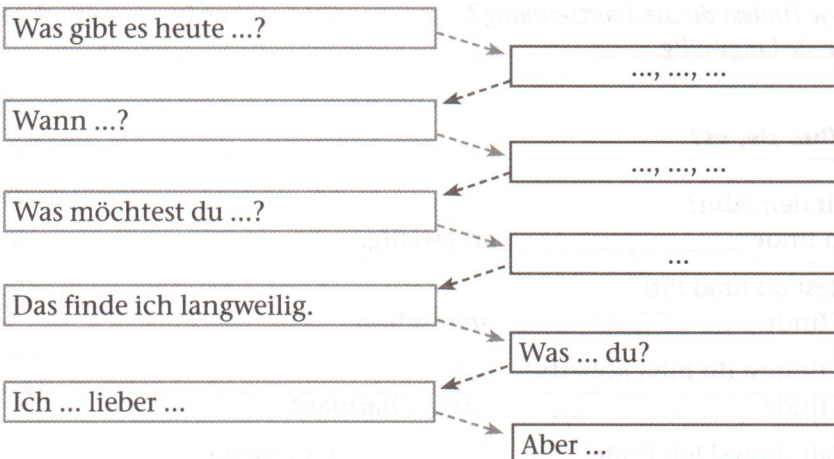 Was gibt es heute ...?
..., ..., ...
Wann ...?
..., ..., ...
Was möchtest du ...?
...
Das finde ich langweilig.
Was ... du?
Ich ... lieber ...
Aber ...